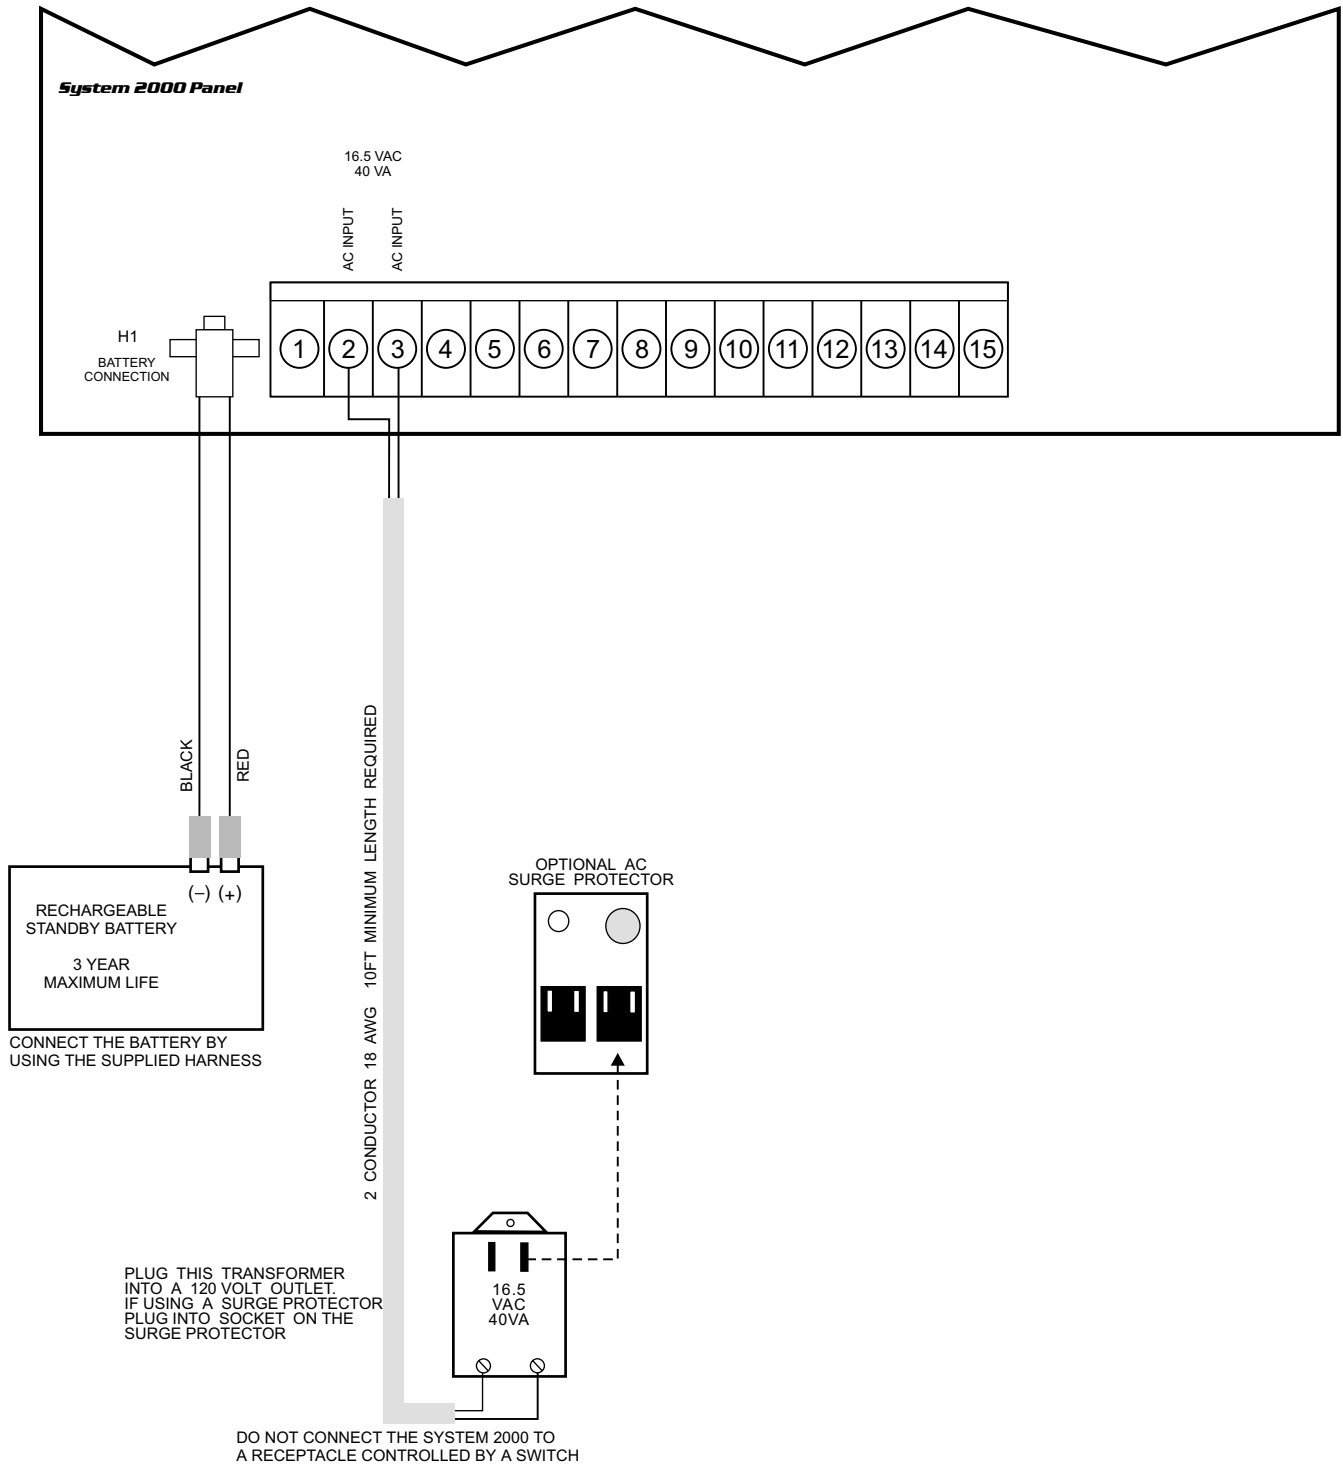 System 2000 Panel
16.5 VAC
40 VA
AC INPUT
AC INPUT
H1
BATTERY
CONNECTION
1 2 3 4 5 6 7 8 9 10 11 12 13 14 15
BLACK
RED
2 CONDUCTOR 18 AWG 10FT MINIMUM LENGTH REQUIRED
(–) (+)
RECHARGEABLE
STANDBY BATTERY
3 YEAR
MAXIMUM LIFE
CONNECT THE BATTERY BY
USING THE SUPPLIED HARNESS
OPTIONAL AC
SURGE PROTECTOR
PLUG THIS TRANSFORMER
INTO A 120 VOLT OUTLET.
IF USING A SURGE PROTECTOR
PLUG INTO SOCKET ON THE
SURGE PROTECTOR
16.5
VAC
40VA
DO NOT CONNECT THE SYSTEM 2000 TO
A RECEPTACLE CONTROLLED BY A SWITCH